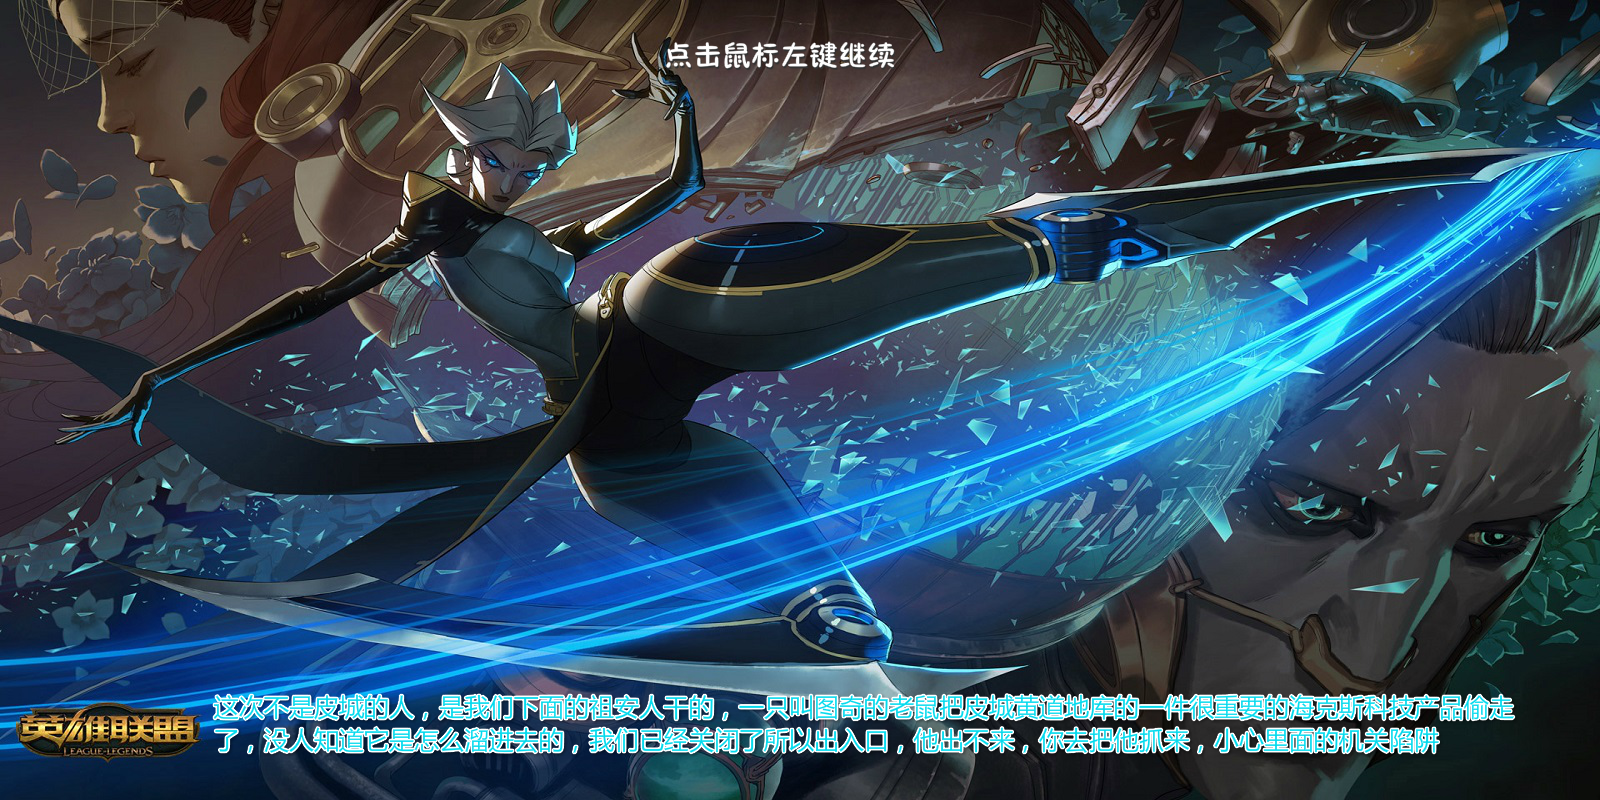 点击鼠标左键继续
这次不是皮城的人，是我们下面的祖安人干的，一只叫图奇的老鼠把皮城黄道地库的一件很重要的海克斯科技产品偷走
了，没人知道它是怎么溜进去的，我们已经关闭了所以出入口，他出不来，你去把他抓来，小心里面的机关陷阱
英雄联盟
LEAGUE OF LEGENDS